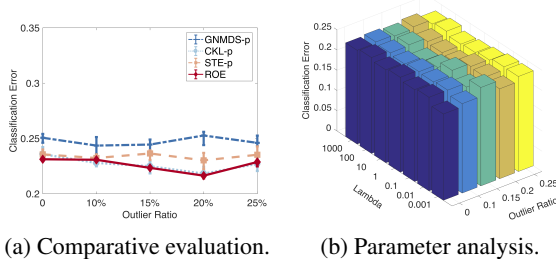 0.35
0.3
0.25
0.2
Classification Error
GNMDS-p
CKL-p
STE-p
ROE
0 10% 15% 20% 25%
Outlier Ratio
(a) Comparative evaluation.
0.25
0.2
0.15
0.1
0.05
0
Classification Error
1000
100
10
1
0.1
0.01
0.001
Lambda
0
0.1
0.15
0.2
0.25
Outlier Ratio
(b) Parameter analysis.